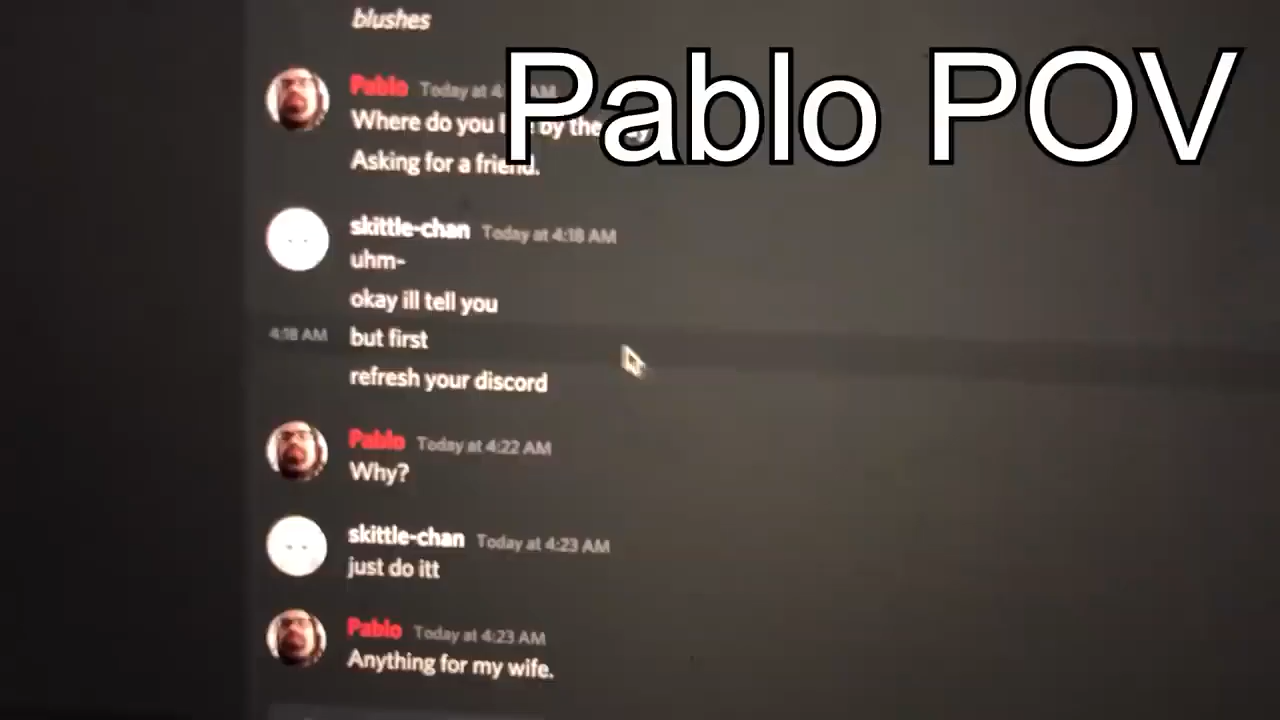 blushes
Pablo POV
Pablo Today at 4 AM
Where do you by the
Asking for a friend.
skittle-chan Today at 4:18 AM
uhm-
okay ill tell you
4:18 AM but first
refresh your discord
Pablo Today at 4:22 AM
Why?
skittle-chan Today at 4:23 AM
just do itt
Pablo Today at 4:23 AM
Anything for my wife.